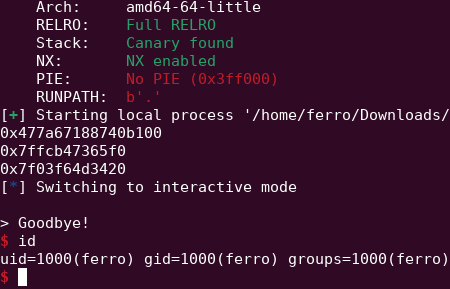 Arch:     amd64-64-little
RELRO:    Full RELRO
Stack:    Canary found
NX:       NX enabled
PIE:      No PIE (0x3ff000)
RUNPATH:  b'.'
[+] Starting local process '/home/ferro/Downloads/
0x477a67188740b100
0x7ffcb47365f0
0x7f03f64d3420
[*] Switching to interactive mode
> Goodbye!
$ id
uid=1000(ferro) gid=1000(ferro) groups=1000(ferro)
$